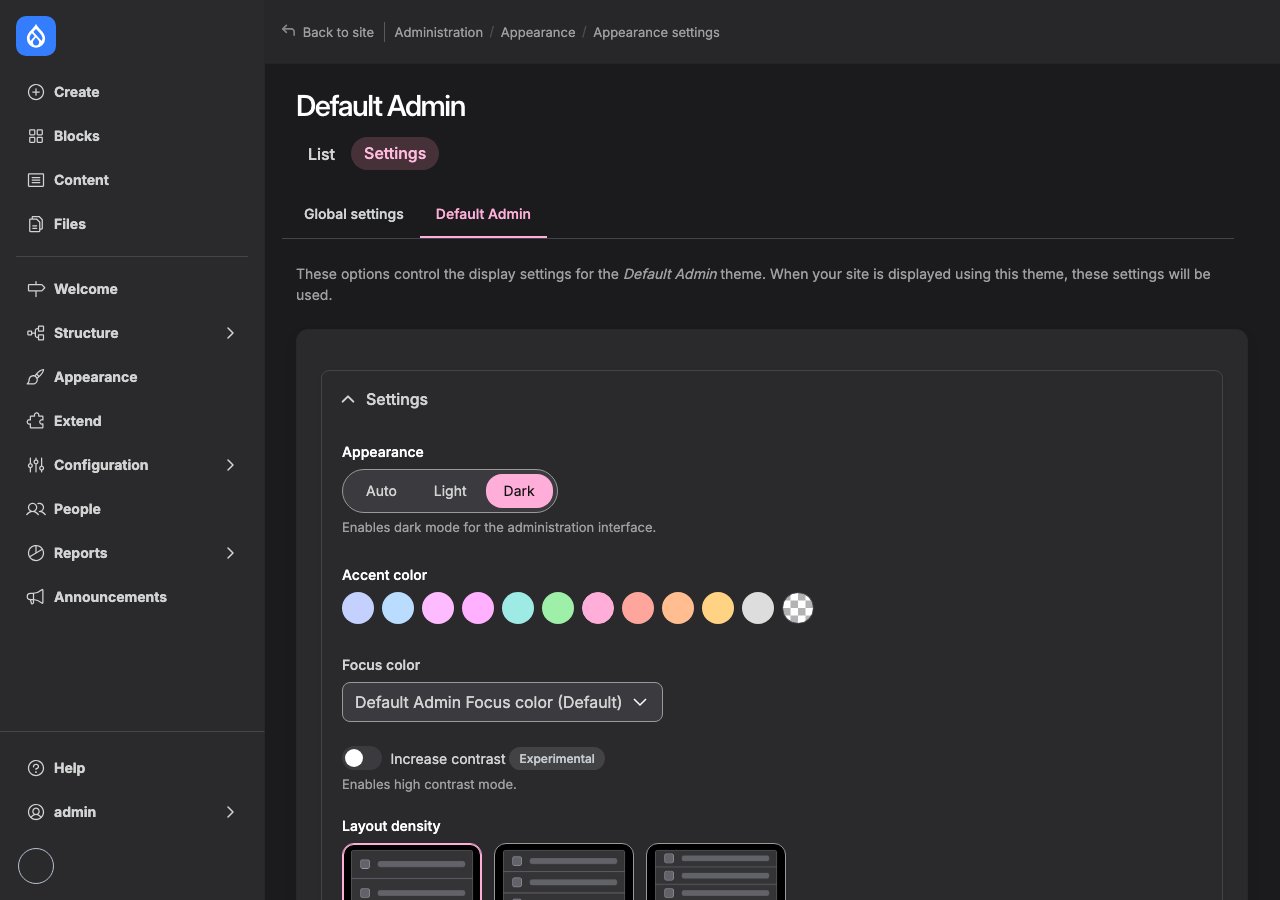 Back to site
Administration / Appearance / Appearance settings
Create
Blocks
Content
Files
Welcome
Structure
Appearance
Extend
Configuration
People
Reports
Announcements
Help
admin
Default Admin
List Settings
Global settings Default Admin
These options control the display settings for the Default Admin theme. When your site is displayed using this theme, these settings will be
used.
Settings
Appearance
Auto Light Dark
Enables dark mode for the administration interface.
Accent color
Focus color
Default Admin Focus color (Default)
Increase contrast Experimental
Enables high contrast mode.
Layout density